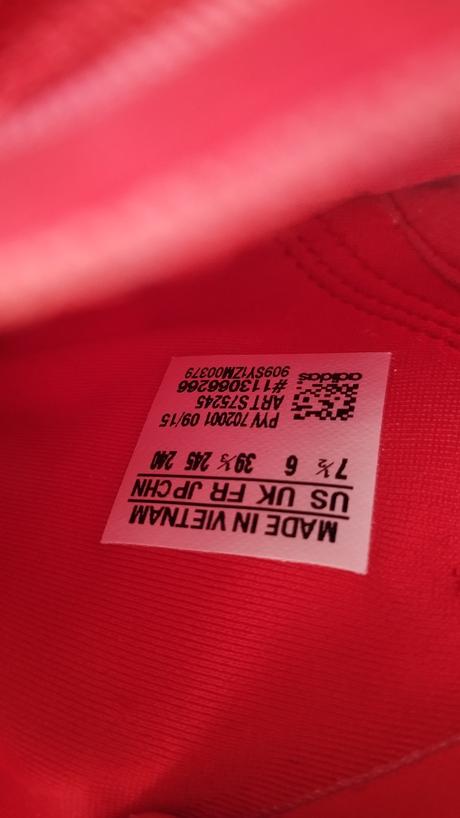 MADE IN VIETNAM
US UK FR JP CHN
7½ 6 39⅓ 245 240
PYV 702001 09/15
ART S75245
#113066266
909SY1ZM00379
adidas